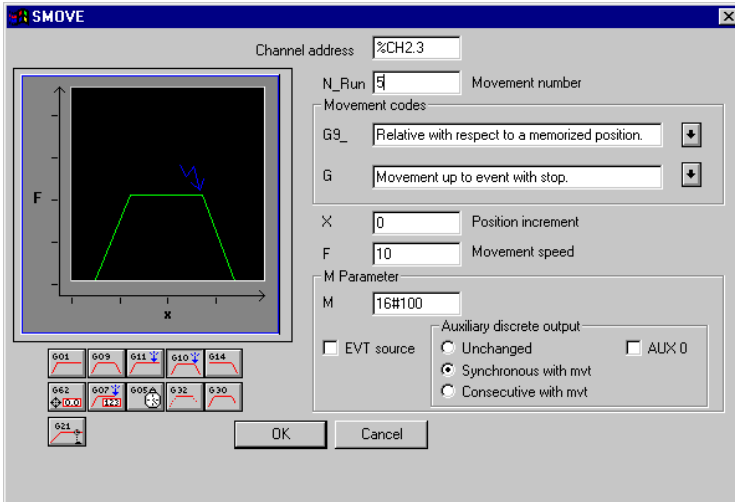 SMOVE
Channel address %CH2.3
N_Run 5 Movement number
Movement codes
G9_ Relative with respect to a memorized position.
G Movement up to event with stop.
X 0 Position increment
F 10 Movement speed
M Parameter
M 16#100
EVT source
Auxiliary discrete output
Unchanged
AUX 0
Synchronous with mvt
Consecutive with mvt
F
x
G01 G09 G11 G10 G14
G62 G07 G05 G32 G30
0.0 123
G21
OK Cancel